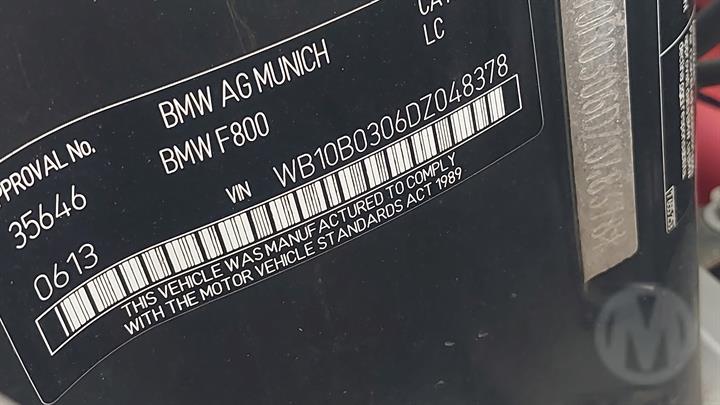 CAT
LC
APPROVAL No. BMW AG MUNICH
35646 BMW F800
0613 VIN WB10B0306DZ048378
THIS VEHICLE WAS MANUFACTURED TO COMPLY
WITH THE MOTOR VEHICLE STANDARDS ACT 1989
M